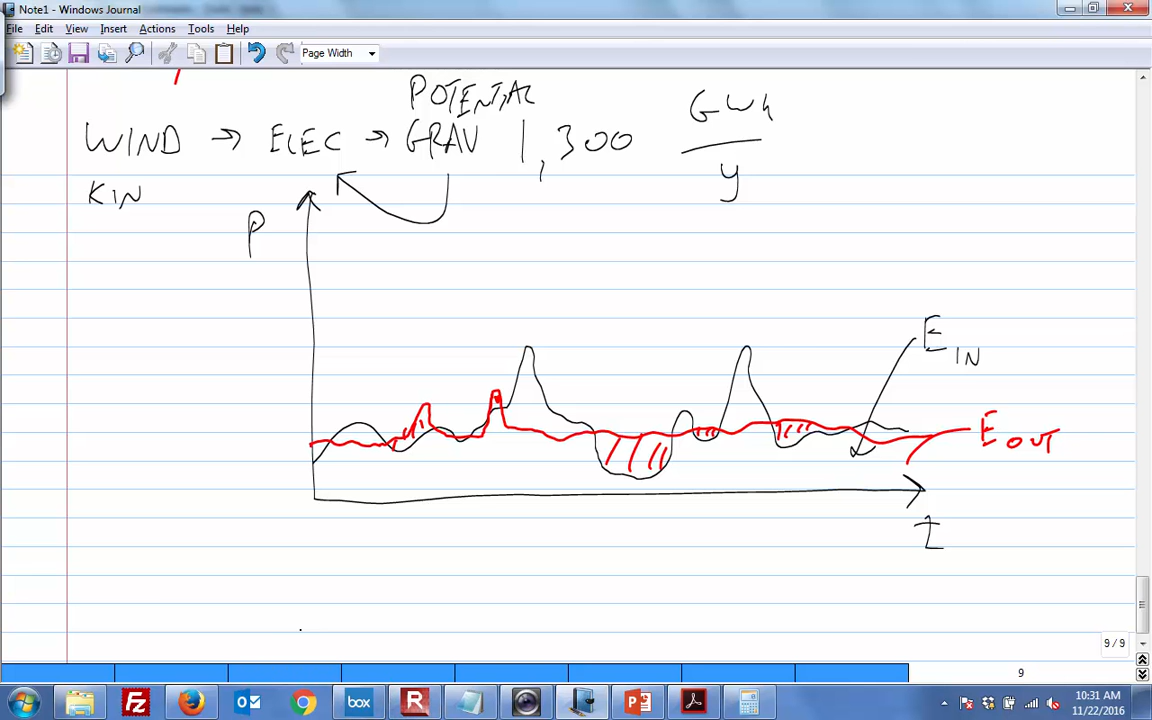 Note1 - Windows Journal
File Edit View Insert Actions Tools Help
Page Width
POTENTIAL
WIND → ELEC → GRAV 1,300 GWh
y
KIN
P
E IN
E OUT
t
9 / 9
9
10:31 AM
11/22/2016